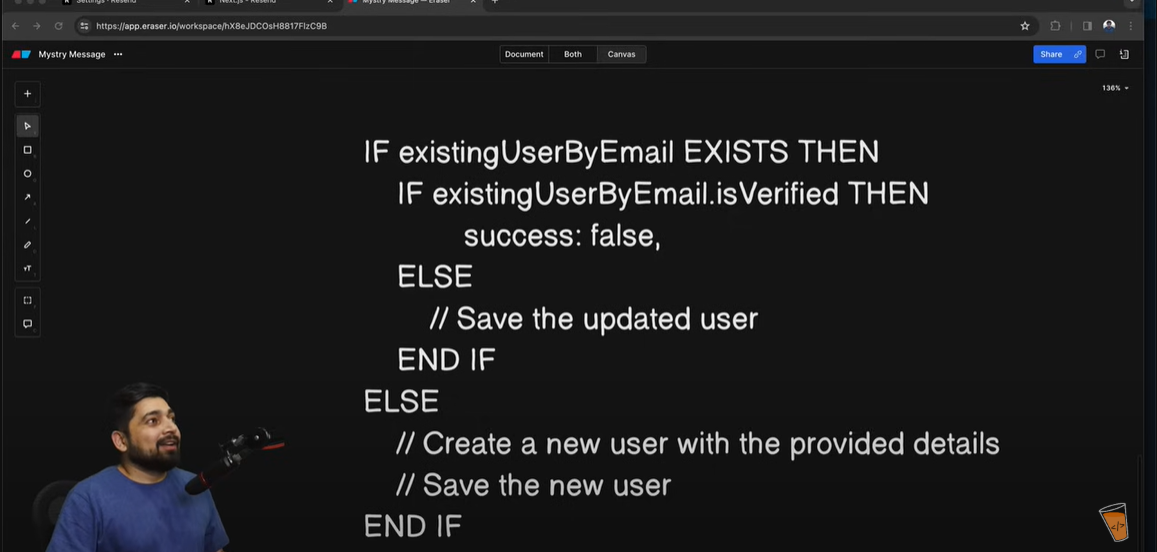 Settings - Resend
Next.js - Resend
Mystry Message — Eraser
https://app.eraser.io/workspace/hX8eJDCOsH8817FIzC9B
Mystry Message
Document
Both
Canvas
Share
136%
IF existingUserByEmail EXISTS THEN
IF existingUserByEmail.isVerified THEN
success: false,
ELSE
// Save the updated user
END IF
ELSE
// Create a new user with the provided details
// Save the new user
END IF